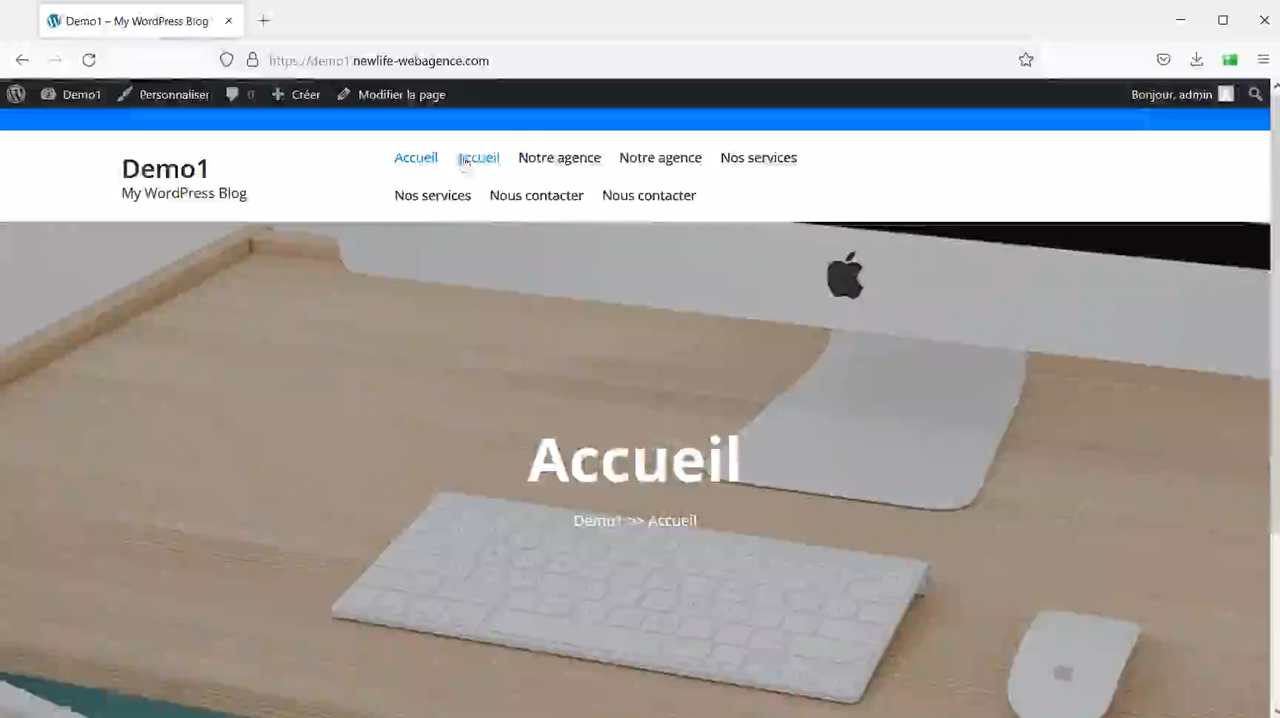 Demo1 – My WordPress Blog
https://demo1.newlife-webagence.com
Demo1 Personnaliser 0 Créer Modifier la page Bonjour, admin
Accueil Accueil Notre agence Notre agence Nos services
Demo1
My WordPress Blog
Nos services Nous contacter Nous contacter
Accueil
Demo1 >> Accueil